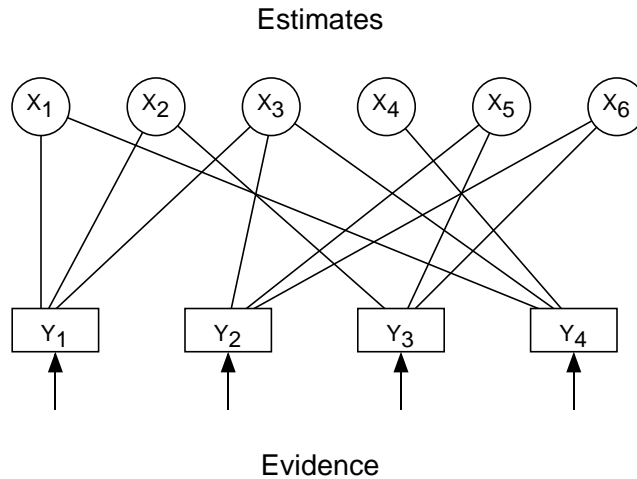 Estimates
X1 X2 X3 X4 X5 X6
Y1 Y2 Y3 Y4
Evidence